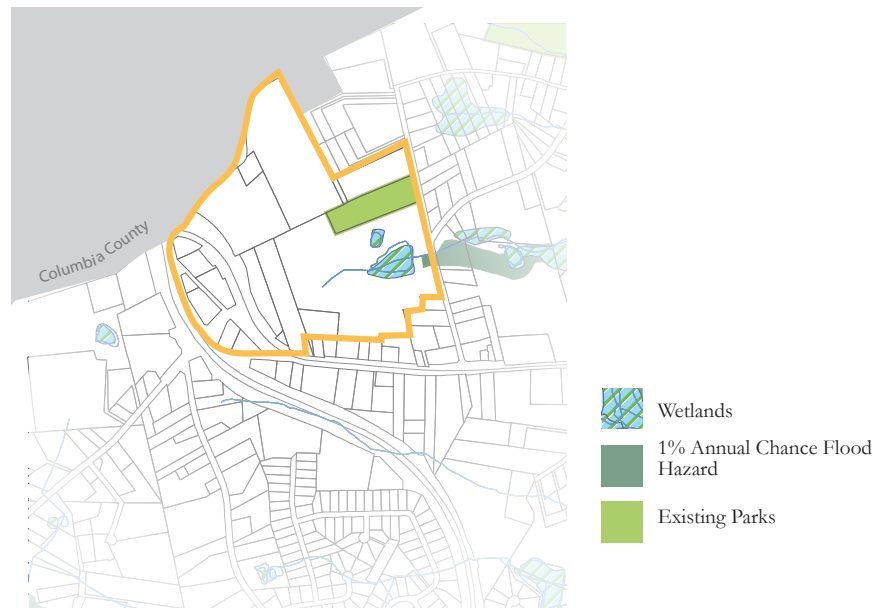 Columbia County
Wetlands
1% Annual Chance Flood
Hazard
Existing Parks